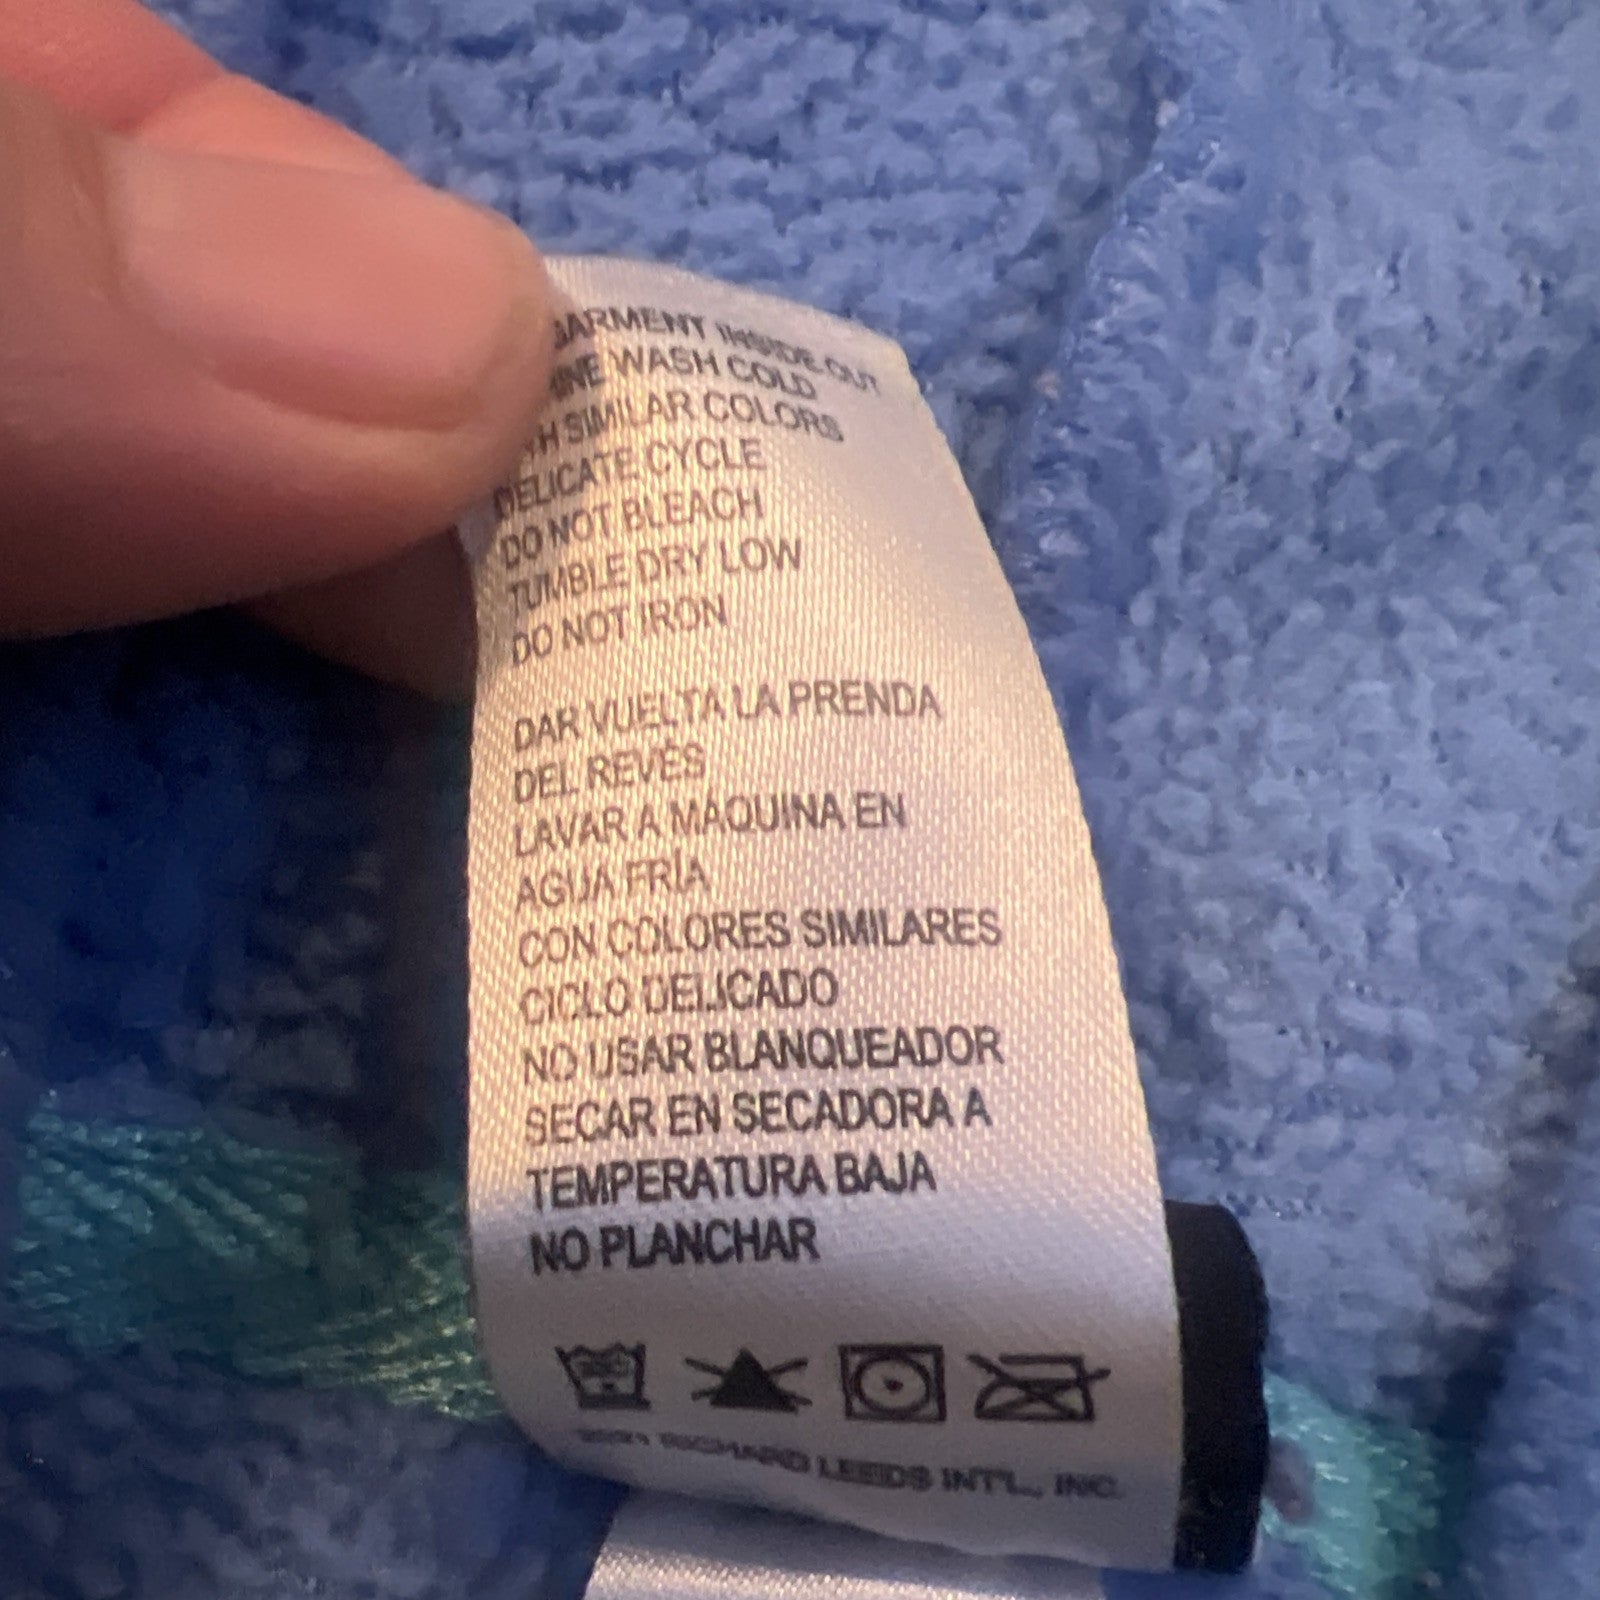 GARMENT INSIDE OUT
WASH COLD
SIMILAR COLORS
DELICATE CYCLE
DO NOT BLEACH
TUMBLE DRY LOW
DO NOT IRON
DAR VUELTA LA PRENDA
DEL REVÉS
LAVAR A MÁQUINA EN
AGUA FRÍA
CON COLORES SIMILARES
CICLO DELICADO
NO USAR BLANQUEADOR
SECAR EN SECADORA A
TEMPERATURA BAJA
NO PLANCHAR
RICHARD LEEDS INT'L., INC.